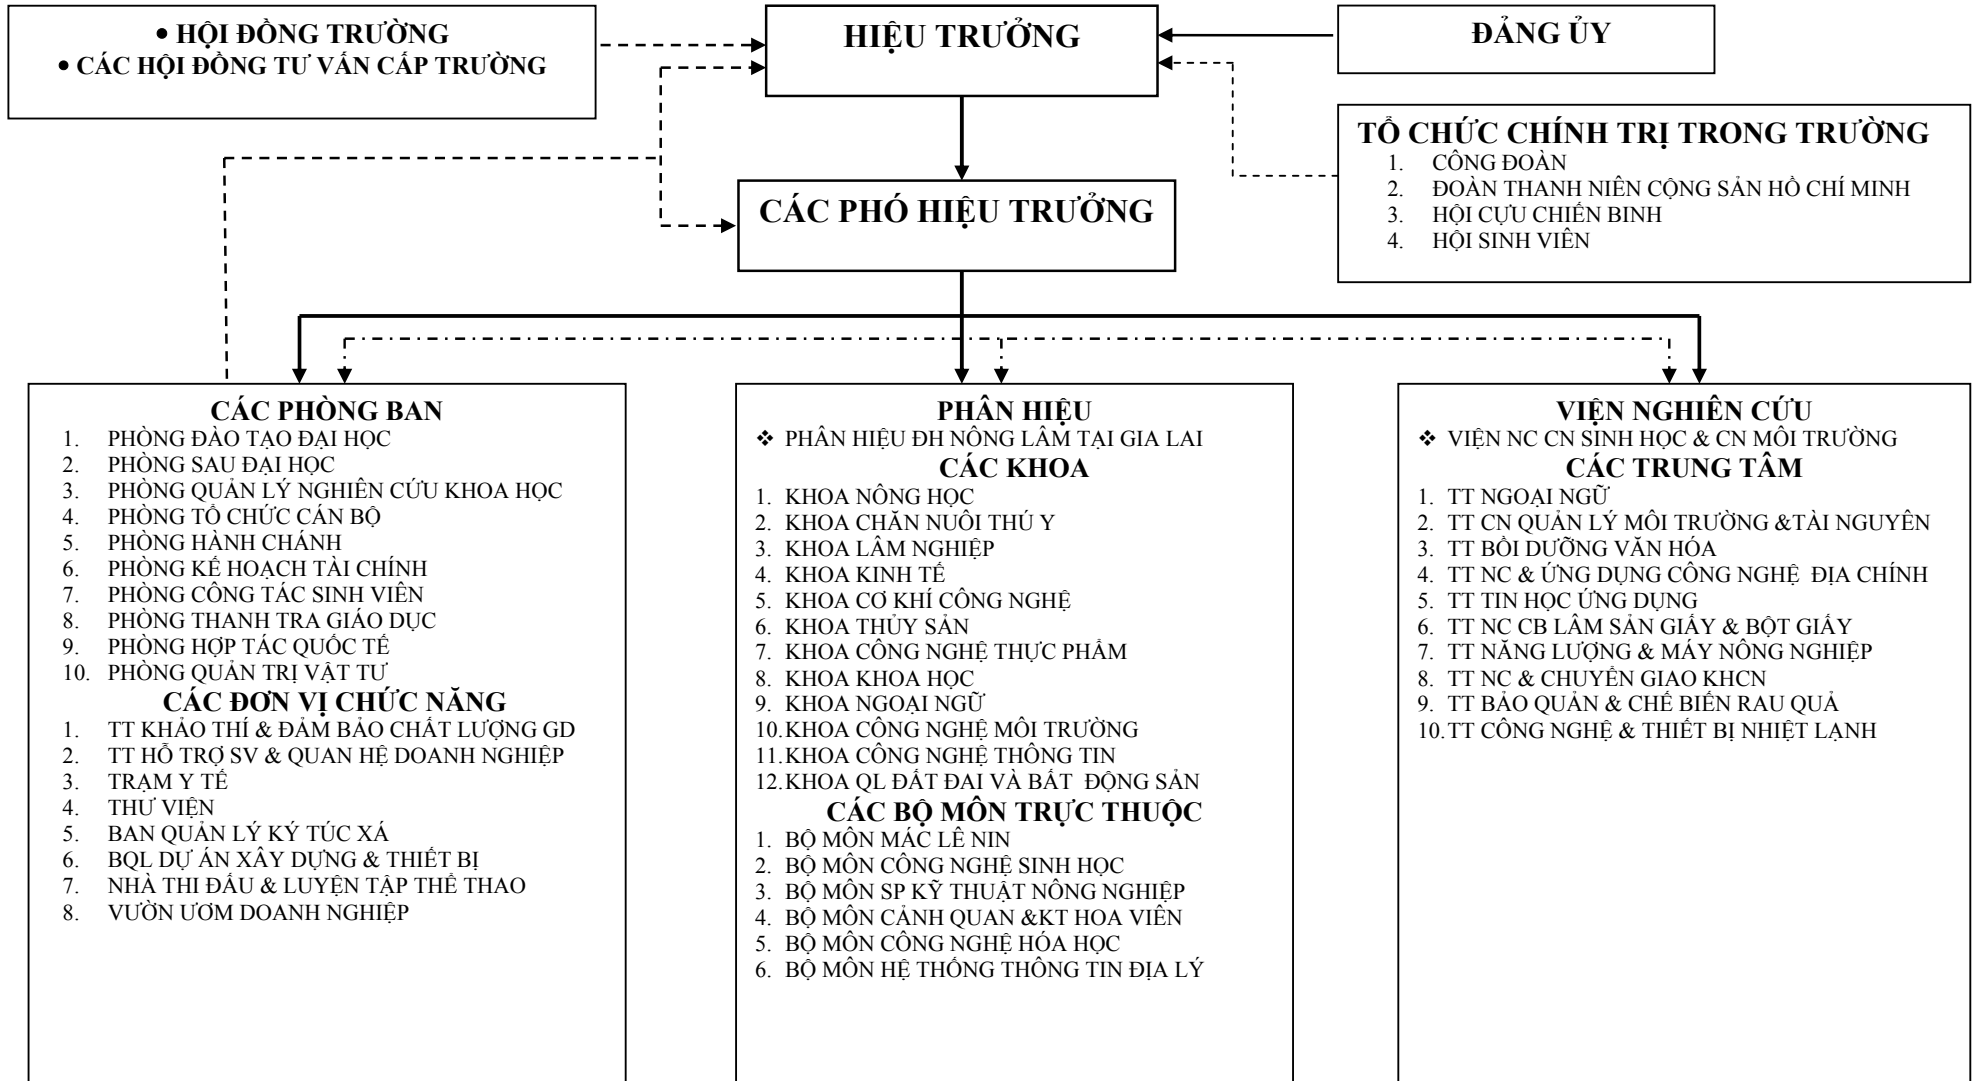 • HỘI ĐỒNG TRƯỜNG
• CÁC HỘI ĐỒNG TƯ VẤN CẤP TRƯỜNG
HIỆU TRƯỞNG
ĐẢNG ỦY
TỔ CHỨC CHÍNH TRỊ TRONG TRƯỜNG
1. CÔNG ĐOÀN
2. ĐOÀN THANH NIÊN CỘNG SẢN HỒ CHÍ MINH
3. HỘI CỰU CHIẾN BINH
4. HỘI SINH VIÊN
CÁC PHÓ HIỆU TRƯỞNG
CÁC PHÒNG BAN
1. PHÒNG ĐÀO TẠO ĐẠI HỌC
2. PHÒNG SAU ĐẠI HỌC
3. PHÒNG QUẢN LÝ NGHIÊN CỨU KHOA HỌC
4. PHÒNG TỔ CHỨC CÁN BỘ
5. PHÒNG HÀNH CHÁNH
6. PHÒNG KẾ HOẠCH TÀI CHÍNH
7. PHÒNG CÔNG TÁC SINH VIÊN
8. PHÒNG THANH TRA GIÁO DỤC
9. PHÒNG HỢP TÁC QUỐC TẾ
10. PHÒNG QUẢN TRỊ VẬT TƯ
CÁC ĐƠN VỊ CHỨC NĂNG
1. TT KHẢO THÍ & ĐẢM BẢO CHẤT LƯỢNG GD
2. TT HỖ TRỢ SV & QUAN HỆ DOANH NGHIỆP
3. TRẠM Y TẾ
4. THƯ VIỆN
5. BAN QUẢN LÝ KÝ TÚC XÁ
6. BQL DỰ ÁN XÂY DỰNG & THIẾT BỊ
7. NHÀ THI ĐẤU & LUYỆN TẬP THỂ THAO
8. VƯỜN ƯƠM DOANH NGHIỆP
PHÂN HIỆU
❖ PHÂN HIỆU ĐH NÔNG LÂM TẠI GIA LAI
CÁC KHOA
1. KHOA NÔNG HỌC
2. KHOA CHĂN NUÔI THÚ Y
3. KHOA LÂM NGHIỆP
4. KHOA KINH TẾ
5. KHOA CƠ KHÍ CÔNG NGHỆ
6. KHOA THỦY SẢN
7. KHOA CÔNG NGHỆ THỰC PHẨM
8. KHOA KHOA HỌC
9. KHOA NGOẠI NGỮ
10. KHOA CÔNG NGHỆ MÔI TRƯỜNG
11. KHOA CÔNG NGHỆ THÔNG TIN
12. KHOA QL ĐẤT ĐAI VÀ BẤT ĐỘNG SẢN
CÁC BỘ MÔN TRỰC THUỘC
1. BỘ MÔN MÁC LÊ NIN
2. BỘ MÔN CÔNG NGHỆ SINH HỌC
3. BỘ MÔN SP KỸ THUẬT NÔNG NGHIỆP
4. BỘ MÔN CẢNH QUAN &KT HOA VIÊN
5. BỘ MÔN CÔNG NGHỆ HÓA HỌC
6. BỘ MÔN HỆ THỐNG THÔNG TIN ĐỊA LÝ
VIỆN NGHIÊN CỨU
❖ VIỆN NC CN SINH HỌC & CN MÔI TRƯỜNG
CÁC TRUNG TÂM
1. TT NGOẠI NGỮ
2. TT CN QUẢN LÝ MÔI TRƯỜNG &TÀI NGUYÊN
3. TT BỒI DƯỠNG VĂN HÓA
4. TT NC & ỨNG DỤNG CÔNG NGHỆ ĐỊA CHÍNH
5. TT TIN HỌC ỨNG DỤNG
6. TT NC CB LÂM SẢN GIẤY & BỘT GIẤY
7. TT NĂNG LƯỢNG & MÁY NÔNG NGHIỆP
8. TT NC & CHUYỂN GIAO KHCN
9. TT BẢO QUẢN & CHẾ BIẾN RAU QUẢ
10. TT CÔNG NGHỆ & THIẾT BỊ NHIỆT LẠNH